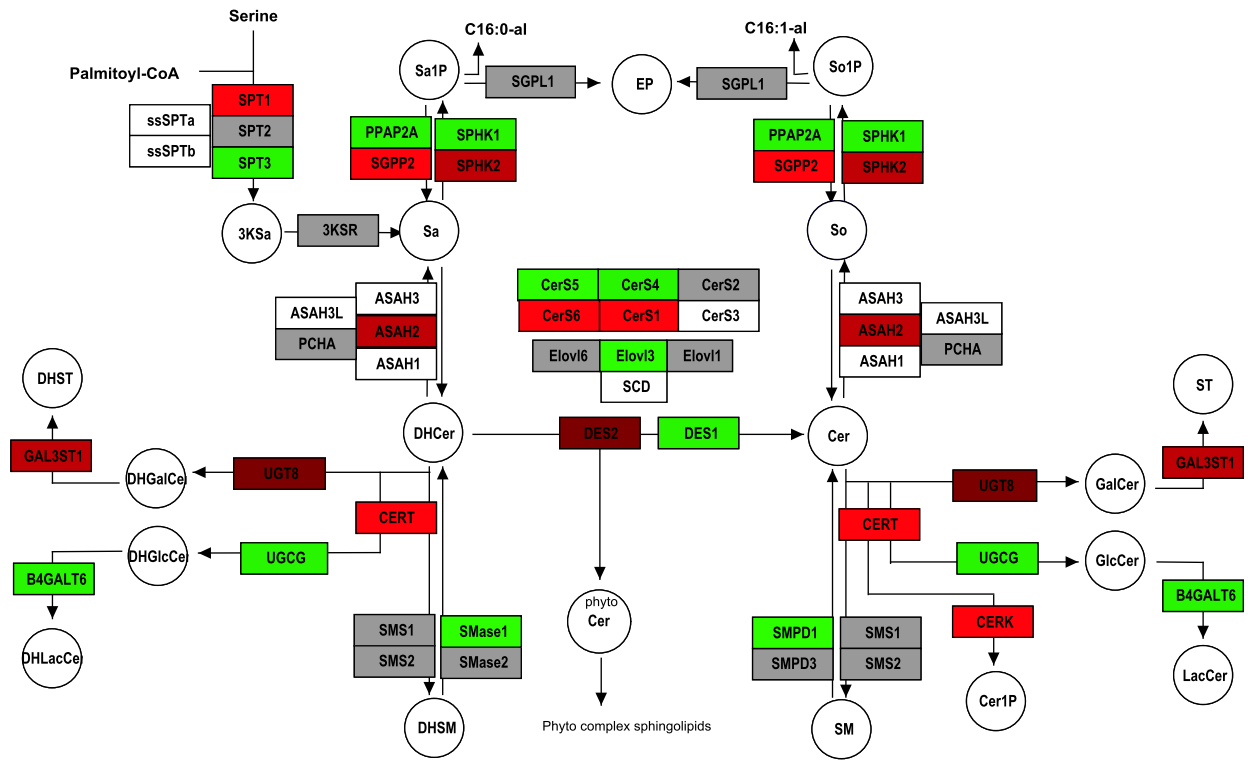 Serine
C16:0-al
C16:1-al
Palmitoyl-CoA
Sa1P
SGPL1
EP
SGPL1
So1P
SPT1
ssSPTa
SPT2
ssSPTb
SPT3
PPAP2A
SPHK1
SGPP2
SPHK2
PPAP2A
SPHK1
SGPP2
SPHK2
3KSa
3KSR
Sa
So
CerS5
CerS4
CerS2
CerS6
CerS1
CerS3
ASAH3
ASAH3L
ASAH2
PCHA
ASAH1
ASAH3
ASAH3L
ASAH2
PCHA
ASAH1
Elovl6
Elovl3
Elovl1
SCD
DHST
ST
DHCer
DES2
DES1
Cer
GAL3ST1
DHGalCer
UGT8
UGT8
GalCer
GAL3ST1
CERT
CERT
DHGlcCer
UGCG
UGCG
GlcCer
B4GALT6
B4GALT6
phyto
Cer
CERK
SMS1
SMase1
SMS2
SMase2
SMPD1
SMS1
SMPD3
SMS2
DHLacCer
LacCer
Cer1P
DHSM
Phyto complex sphingolipids
SM